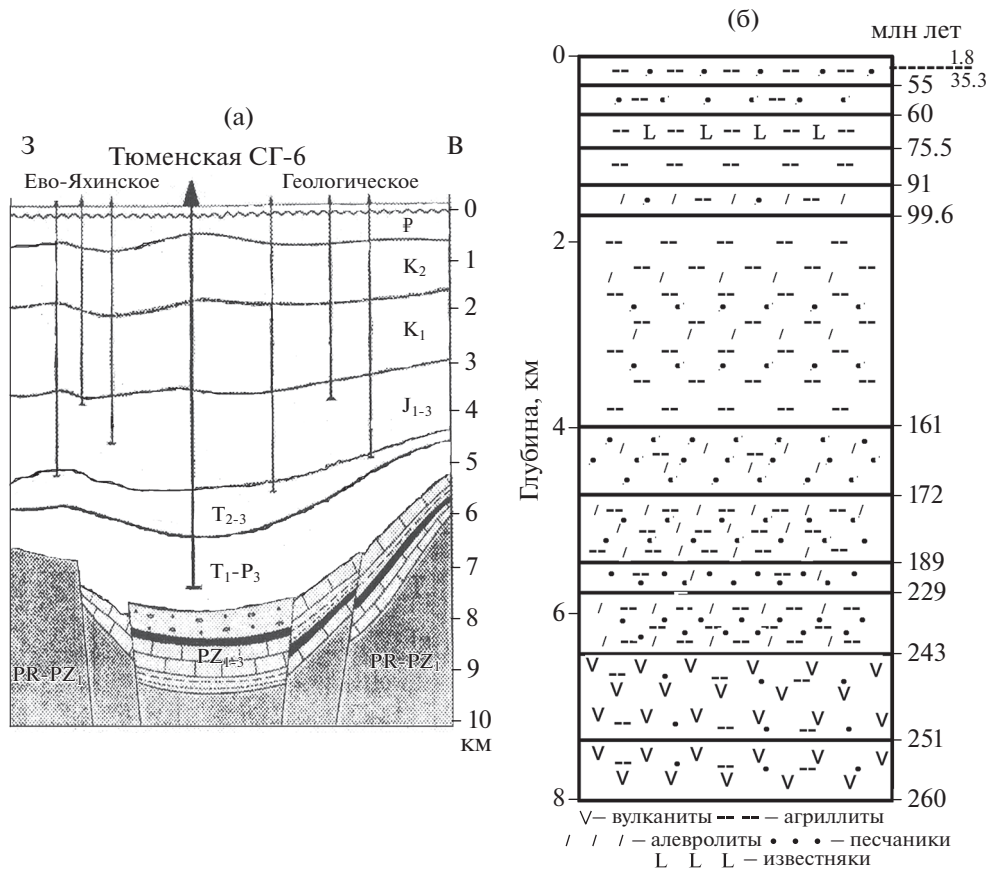 (а)
З
В
Тюменская СГ-6
Ево-Яхинское
Геологическое
0
P
1
K2
2
K1
3
J1-3
4
5
T2-3
6
T1-P3
7
8
PZ1-3
PR-PZ1
PR-PZ1
9
10
км
(б)
млн лет
Глубина, км
0
1.8
35.3
55
60
L L L L
75.5
91
99.6
2
4
161
172
189
229
6
243
V V V V V V
V V V V
V V V V V
251
V V V V V V
V V V V
8
260
V – вулканиты -- -- – агриллиты
/ / / – алевролиты • • • – песчаники
L L L – известняки